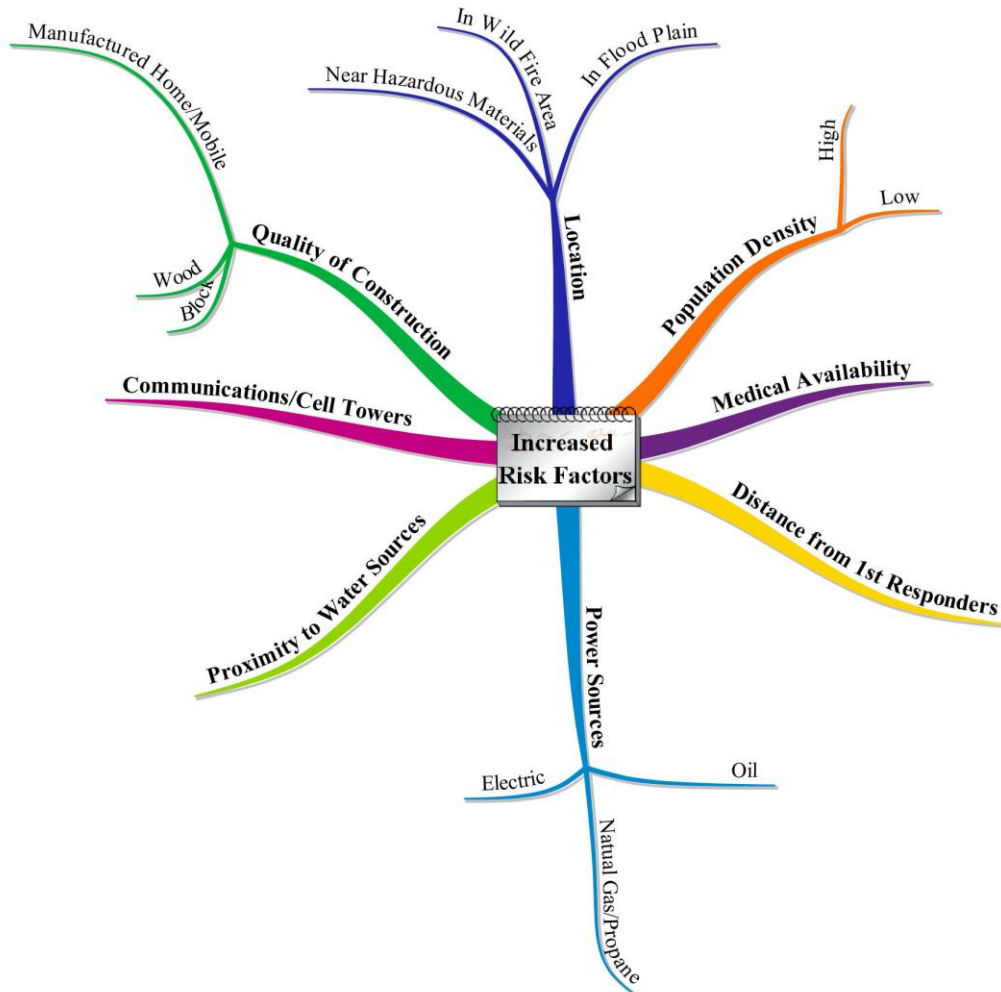 Increased
Risk Factors
Location
Near Hazardous Materials
In Wild Fire Area
In Flood Plain
Population Density
High
Low
Medical Availability
Distance from 1st Responders
Power Sources
Oil
Natural Gas/Propane
Electric
Proximity to Water Sources
Communications/Cell Towers
Quality of Construction
Block
Wood
Manufactured Home/Mobile